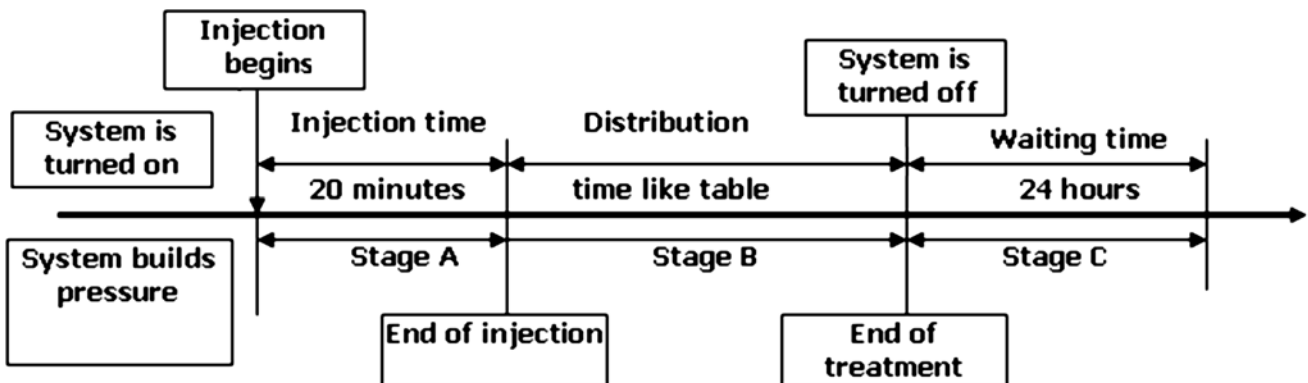 Injection
begins
System is
turned off
System is
turned on
Injection time
Distribution
Waiting time
20 minutes
time like table
24 hours
System builds
pressure
Stage A
Stage B
Stage C
End of injection
End of
treatment